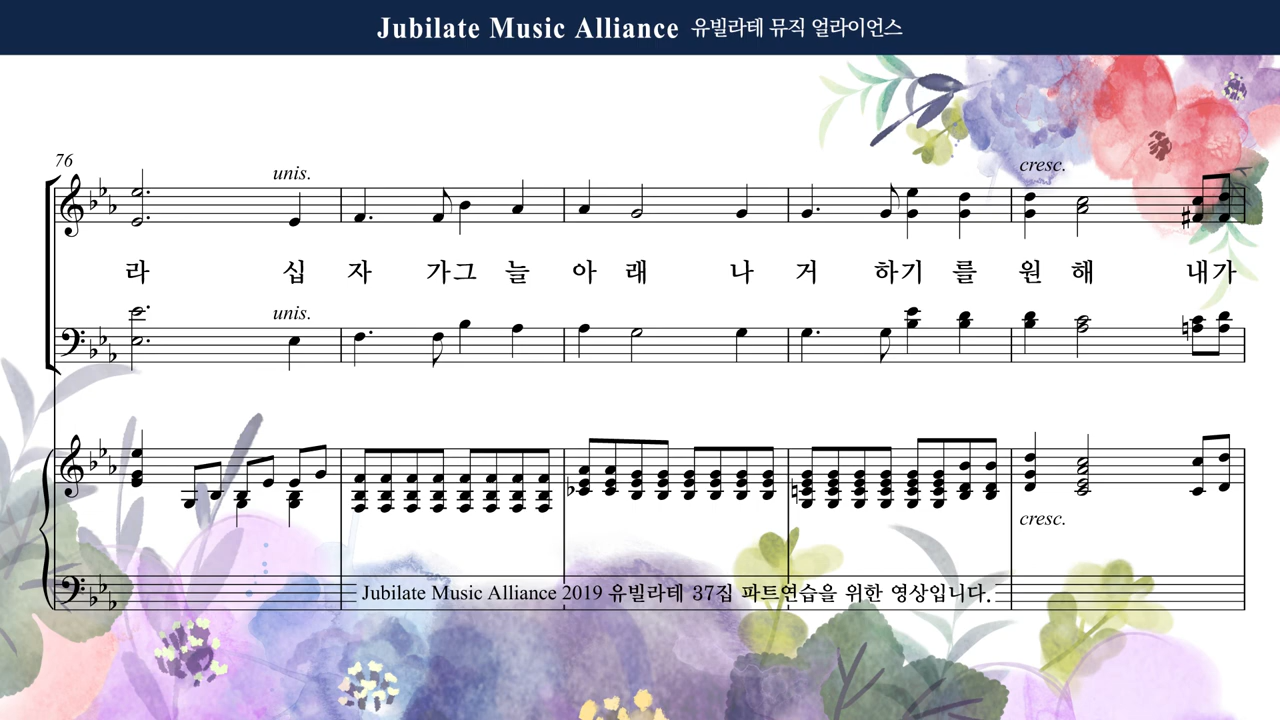 Jubilate Music Alliance 유빌라테 뮤직 얼라이언스
76
unis.
cresc.
라 십 자 가그 늘 아 래 나 거 하기 를 원 해 내가
unis.
cresc.
Jubilate Music Alliance 2019 유빌라테 37집 파트연습을 위한 영상입니다.